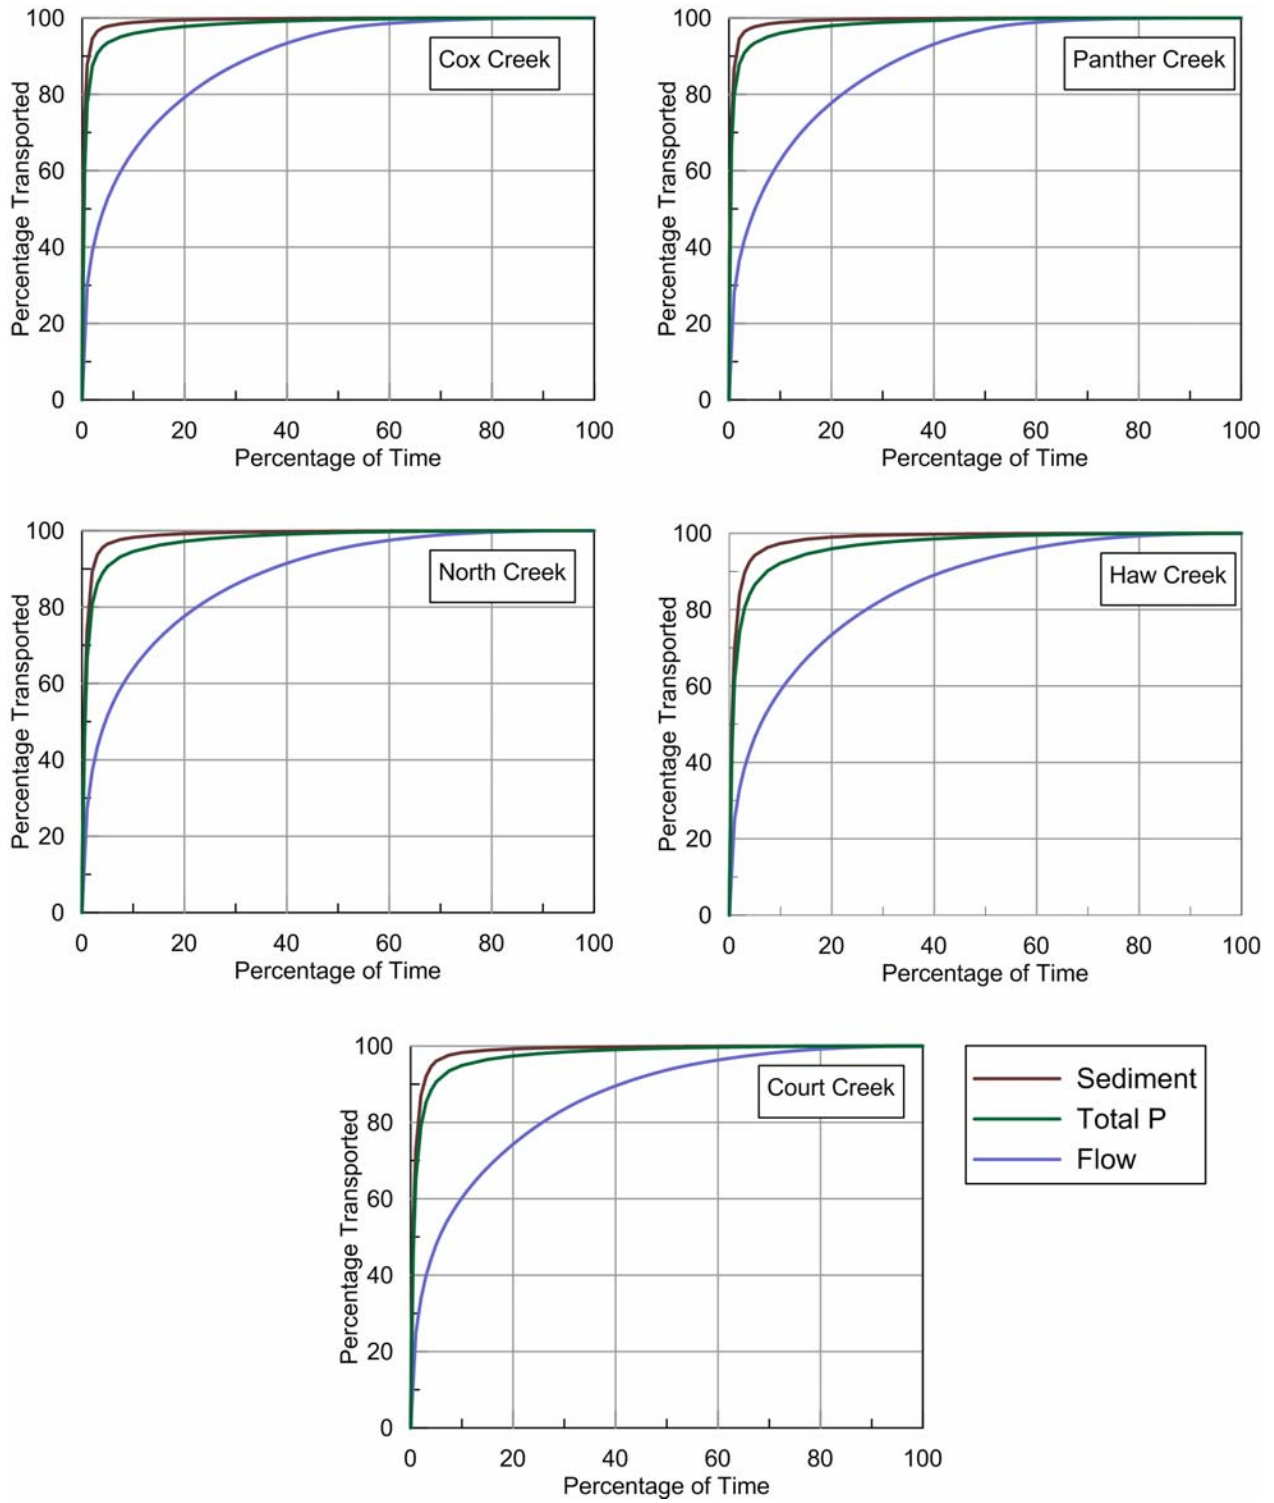 100
80
60
40
20
0
Percentage Transported
Cox Creek
0 20 40 60 80 100
Percentage of Time
100
80
60
40
20
0
Percentage Transported
Panther Creek
0 20 40 60 80 100
Percentage of Time
100
80
60
40
20
0
Percentage Transported
North Creek
0 20 40 60 80 100
Percentage of Time
100
80
60
40
20
0
Percentage Transported
Haw Creek
0 20 40 60 80 100
Percentage of Time
100
80
60
40
20
0
Percentage Transported
Court Creek
0 20 40 60 80 100
Percentage of Time
Sediment
Total P
Flow